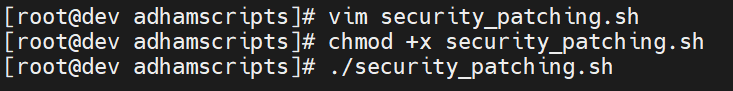 [root@dev adhamscripts]# vim security_patching.sh
[root@dev adhamscripts]# chmod +x security_patching.sh
[root@dev adhamscripts]# ./security_patching.sh